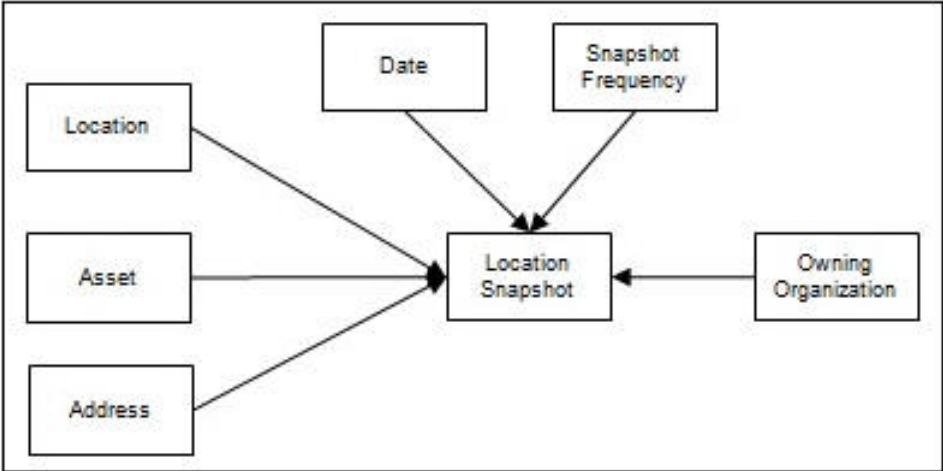 Date
Snapshot
Frequency
Location
Asset
Location
Snapshot
Owning
Organization
Address